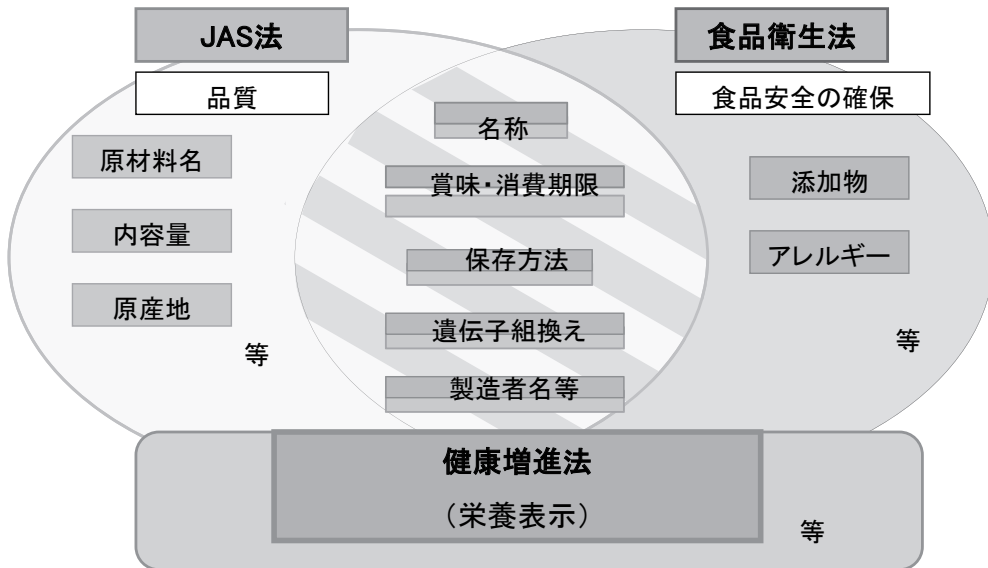 JAS法
食品衛生法
品質
食品安全の確保
原材料名
内容量
原産地
等
名称
賞味・消費期限
保存方法
遺伝子組換え
製造者名等
添加物
アレルギー
等
健康増進法
（栄養表示）
等